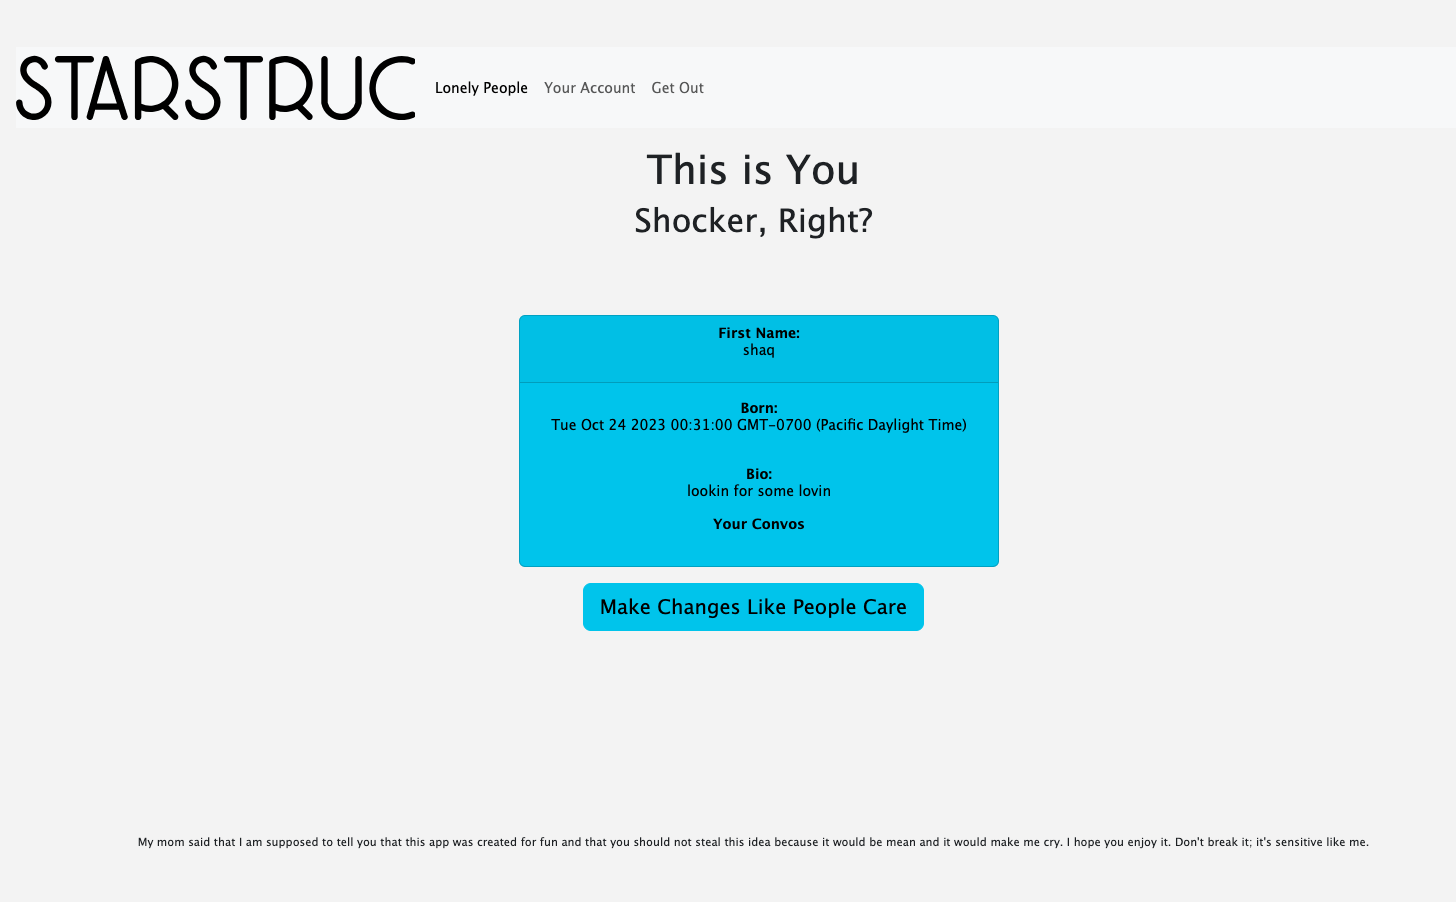 STARSTRUC
Lonely People Your Account Get Out
This is You
Shocker, Right?
First Name:
shaq
Born:
Tue Oct 24 2023 00:31:00 GMT-0700 (Pacific Daylight Time)
Bio:
lookin for some lovin
Your Convos
Make Changes Like People Care
My mom said that I am supposed to tell you that this app was created for fun and that you should not steal this idea because it would be mean and it would make me cry. I hope you enjoy it. Don't break it; it's sensitive like me.